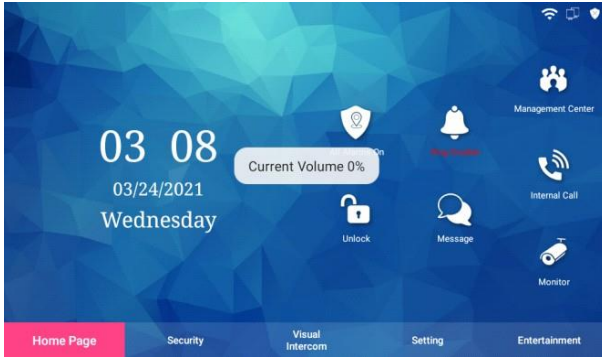 Management Center
03 08
Current Volume 0%
On
03/24/2021
Internal Call
Wednesday
Unlock
Message
Monitor
Home Page
Security
Visual
Intercom
Setting
Entertainment